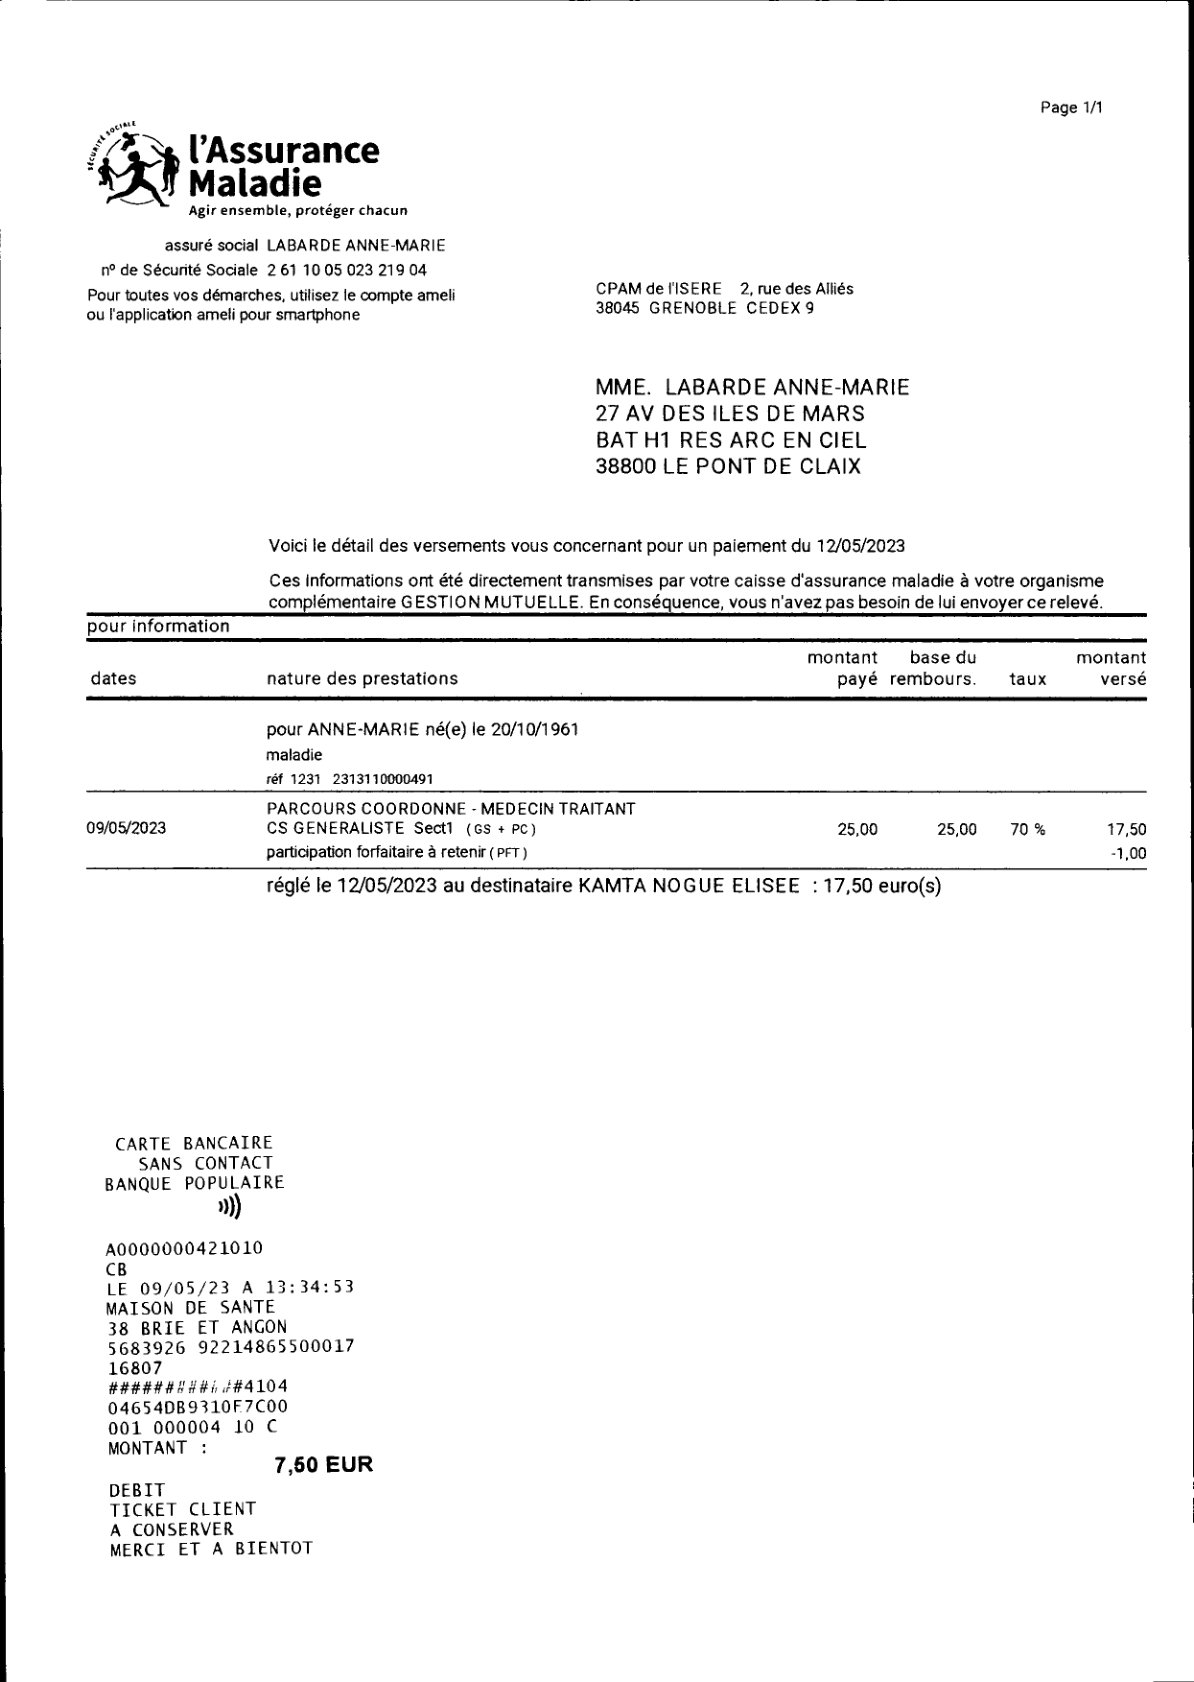 Page 1/1
SÉCURITÉ SOCIALE
l'Assurance
Maladie
Agir ensemble, protéger chacun
assuré social LABARDE ANNE-MARIE
n° de Sécurité Sociale 2 61 10 05 023 219 04
Pour toutes vos démarches, utilisez le compte ameli
ou l'application ameli pour smartphone
CPAM de l'ISERE 2, rue des Alliés
38045 GRENOBLE CEDEX 9
MME. LABARDE ANNE-MARIE
27 AV DES ILES DE MARS
BAT H1 RES ARC EN CIEL
38800 LE PONT DE CLAIX
Voici le détail des versements vous concernant pour un paiement du 12/05/2023
Ces Informations ont été directement transmises par votre caisse d'assurance maladie à votre organisme
complémentaire GESTION MUTUELLE. En conséquence, vous n'avez pas besoin de lui envoyer ce relevé.
pour information
dates nature des prestations montant payé base du rembours. taux montant versé
pour ANNE-MARIE né(e) le 20/10/1961
maladie
réf 1231 2313110000491
PARCOURS COORDONNE - MEDECIN TRAITANT
09/05/2023 CS GENERALISTE Sect1 (GS + PC) 25,00 25,00 70 % 17,50
participation forfaitaire à retenir (PFT) -1,00
réglé le 12/05/2023 au destinataire KAMTA NOGUE ELISEE : 17,50 euro(s)
CARTE BANCAIRE
SANS CONTACT
BANQUE POPULAIRE
A0000000421010
CB
LE 09/05/23 A 13:34:53
MAISON DE SANTE
38 BRIE ET ANGON
5683926 92214865500017
16807
############4104
04654DB9310F7C00
001 000004 10 C
MONTANT :
7,50 EUR
DEBIT
TICKET CLIENT
A CONSERVER
MERCI ET A BIENTOT